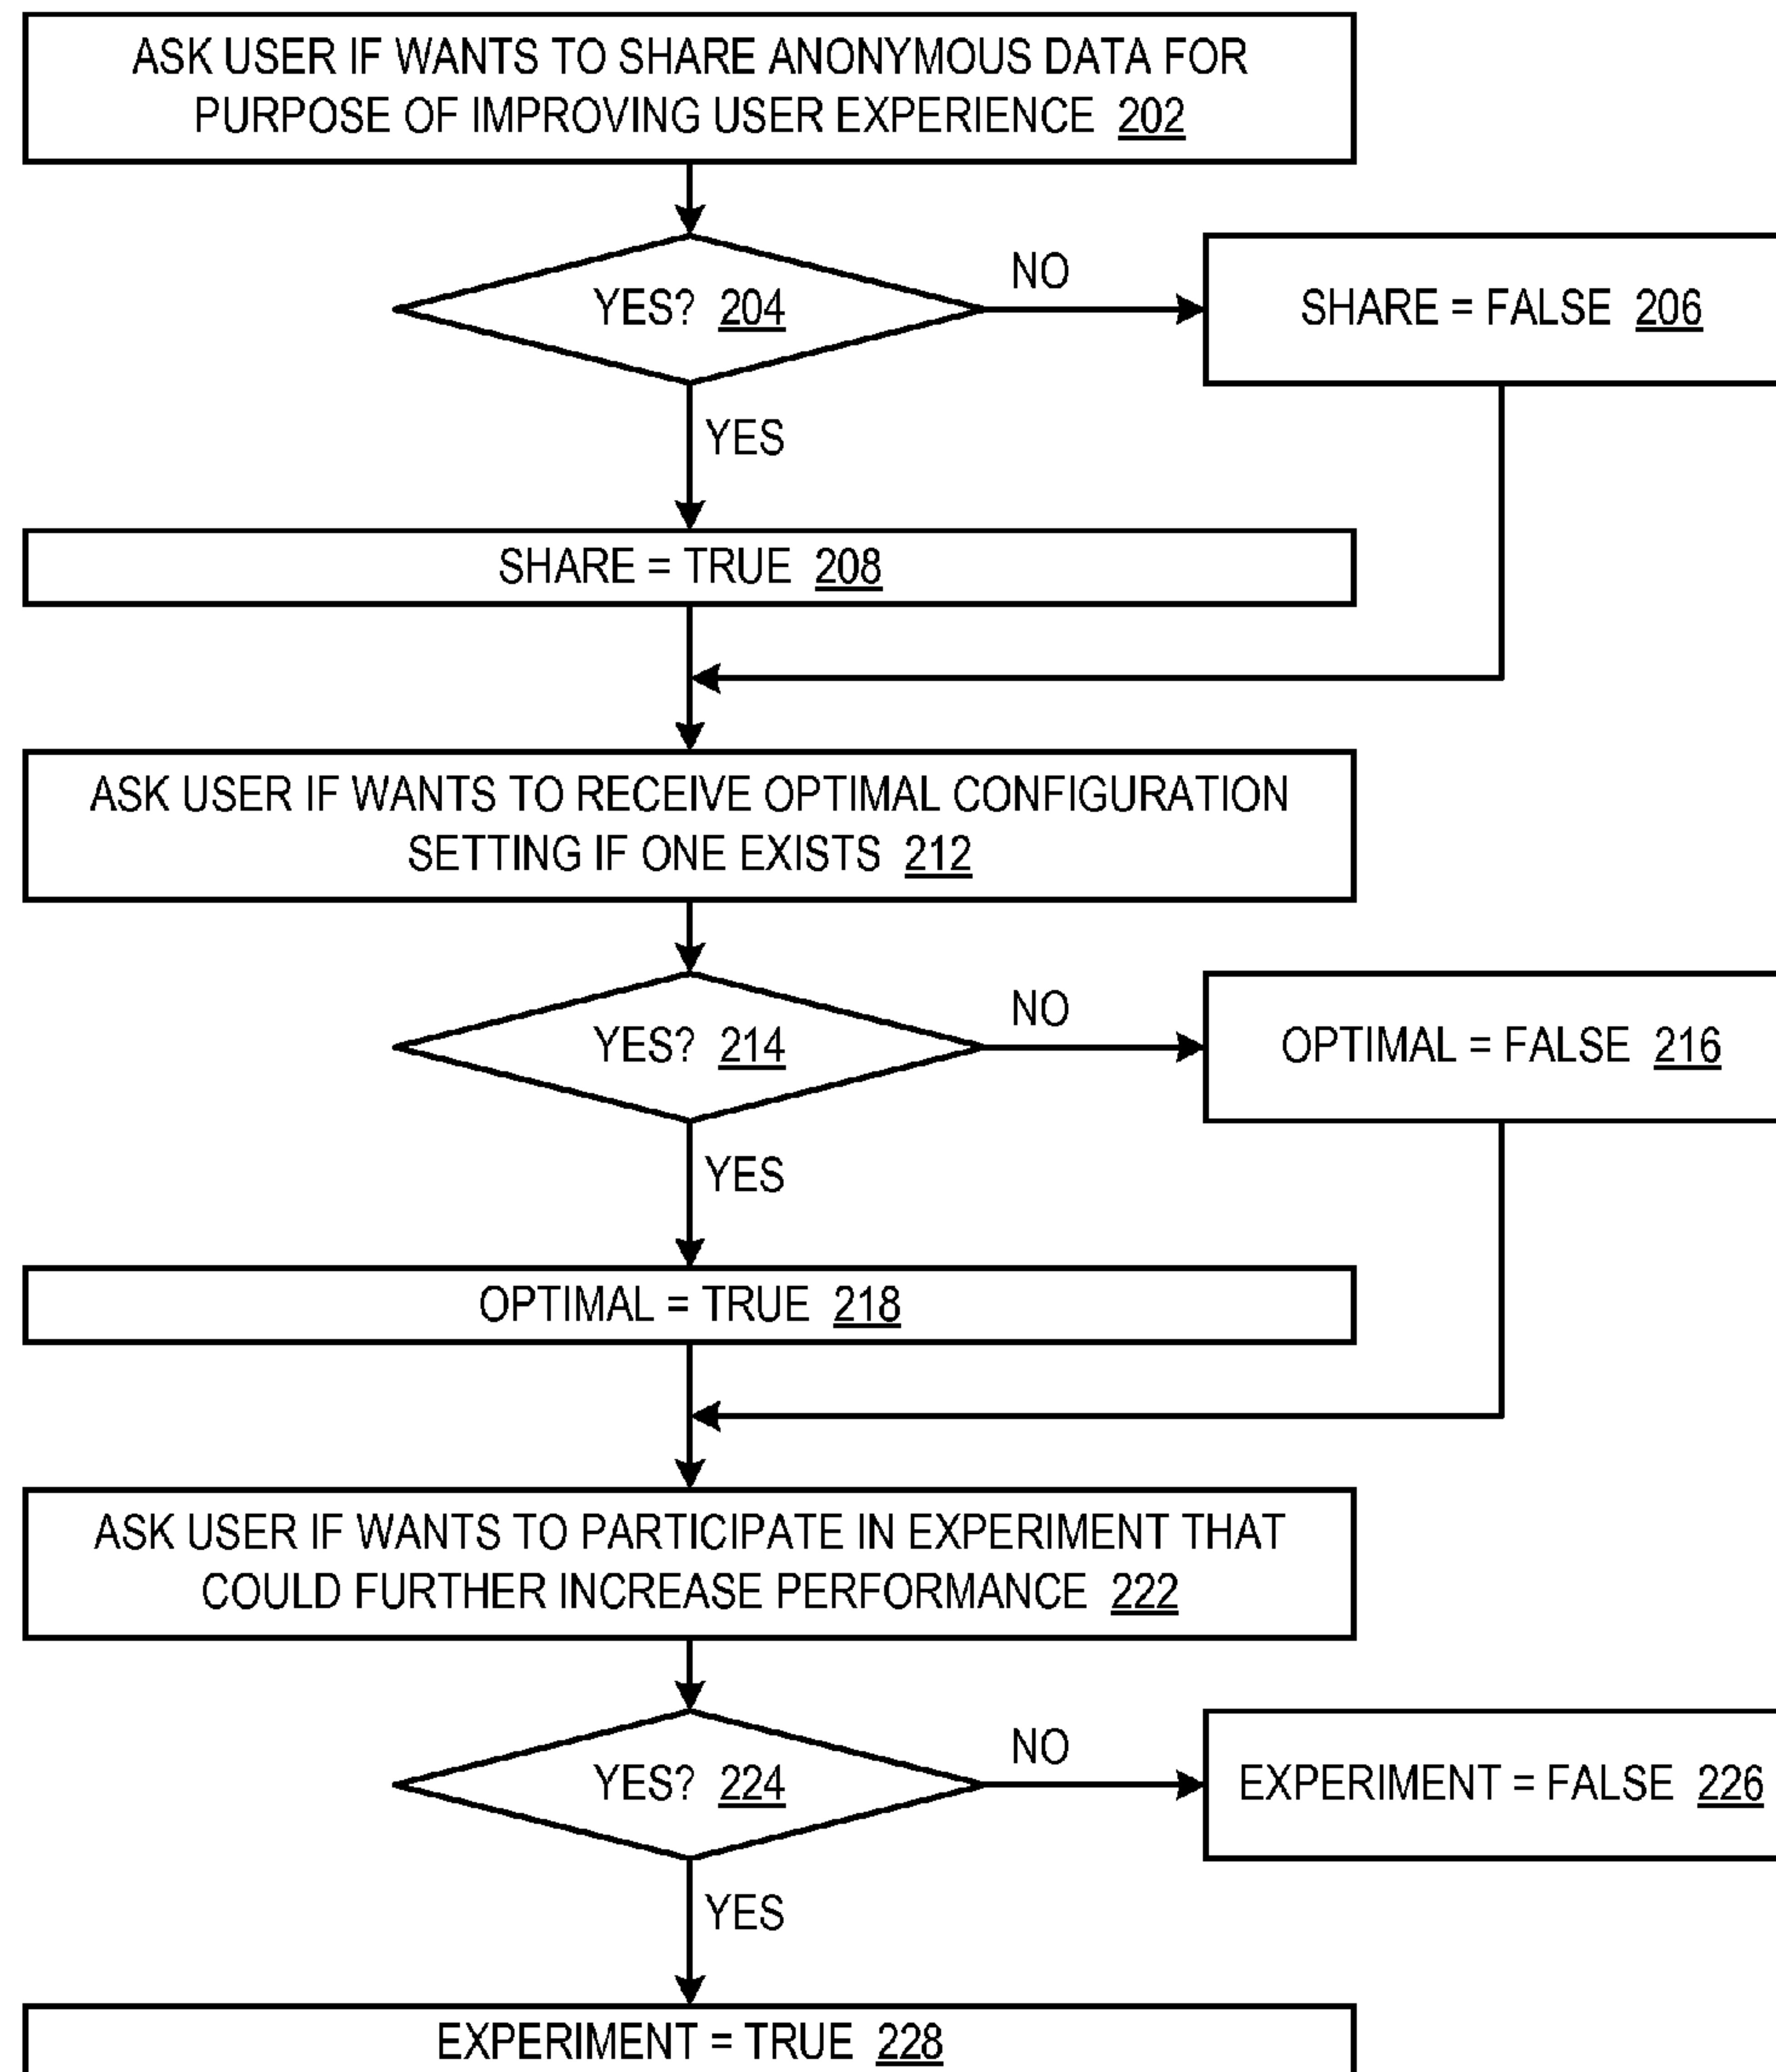 ASK USER IF WANTS TO SHARE ANONYMOUS DATA FOR
PURPOSE OF IMPROVING USER EXPERIENCE 202
YES? 204
NO
SHARE = FALSE 206
YES
SHARE = TRUE 208
ASK USER IF WANTS TO RECEIVE OPTIMAL CONFIGURATION
SETTING IF ONE EXISTS 212
YES? 214
NO
OPTIMAL = FALSE 216
YES
OPTIMAL = TRUE 218
ASK USER IF WANTS TO PARTICIPATE IN EXPERIMENT THAT
COULD FURTHER INCREASE PERFORMANCE 222
YES? 224
NO
EXPERIMENT = FALSE 226
YES
EXPERIMENT = TRUE 228